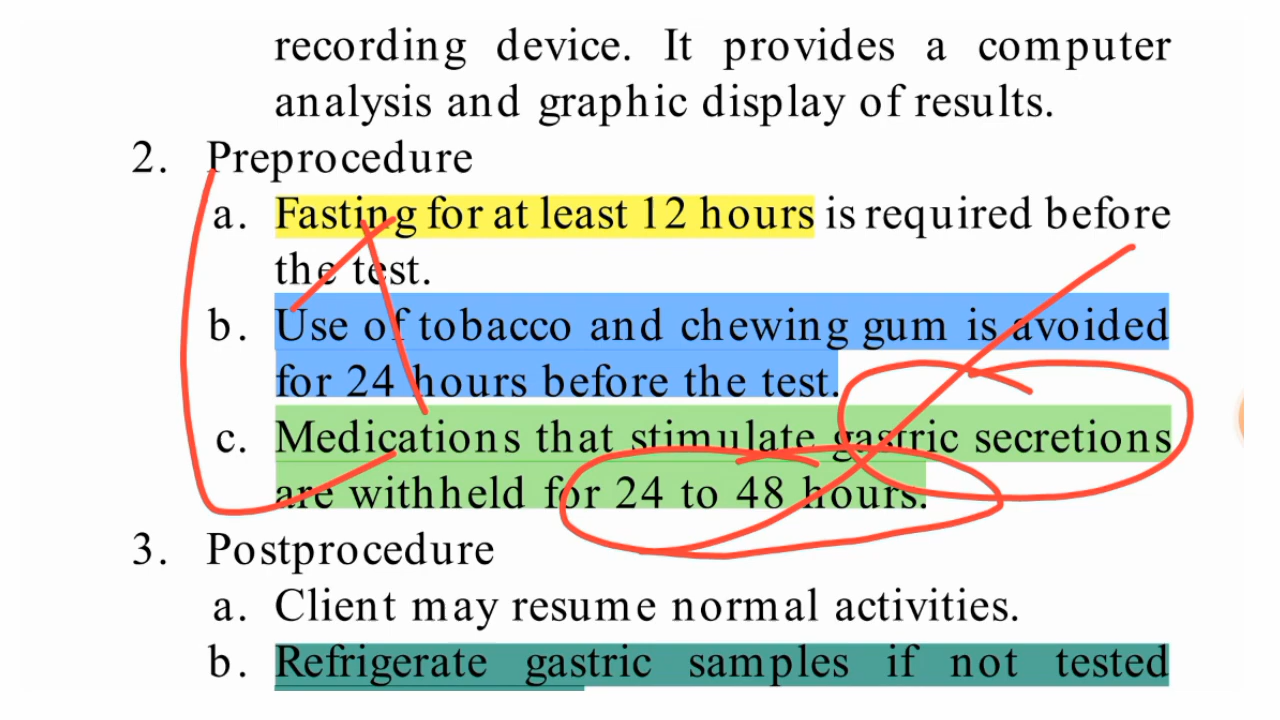 recording device. It provides a computer
analysis and graphic display of results.
2. Preprocedure
a. Fasting for at least 12 hours is required before
the test.
b. Use of tobacco and chewing gum is avoided
for 24 hours before the test.
c. Medications that stimulate gastric secretions
are withheld for 24 to 48 hours.
3. Postprocedure
a. Client may resume normal activities.
b. Refrigerate gastric samples if not tested